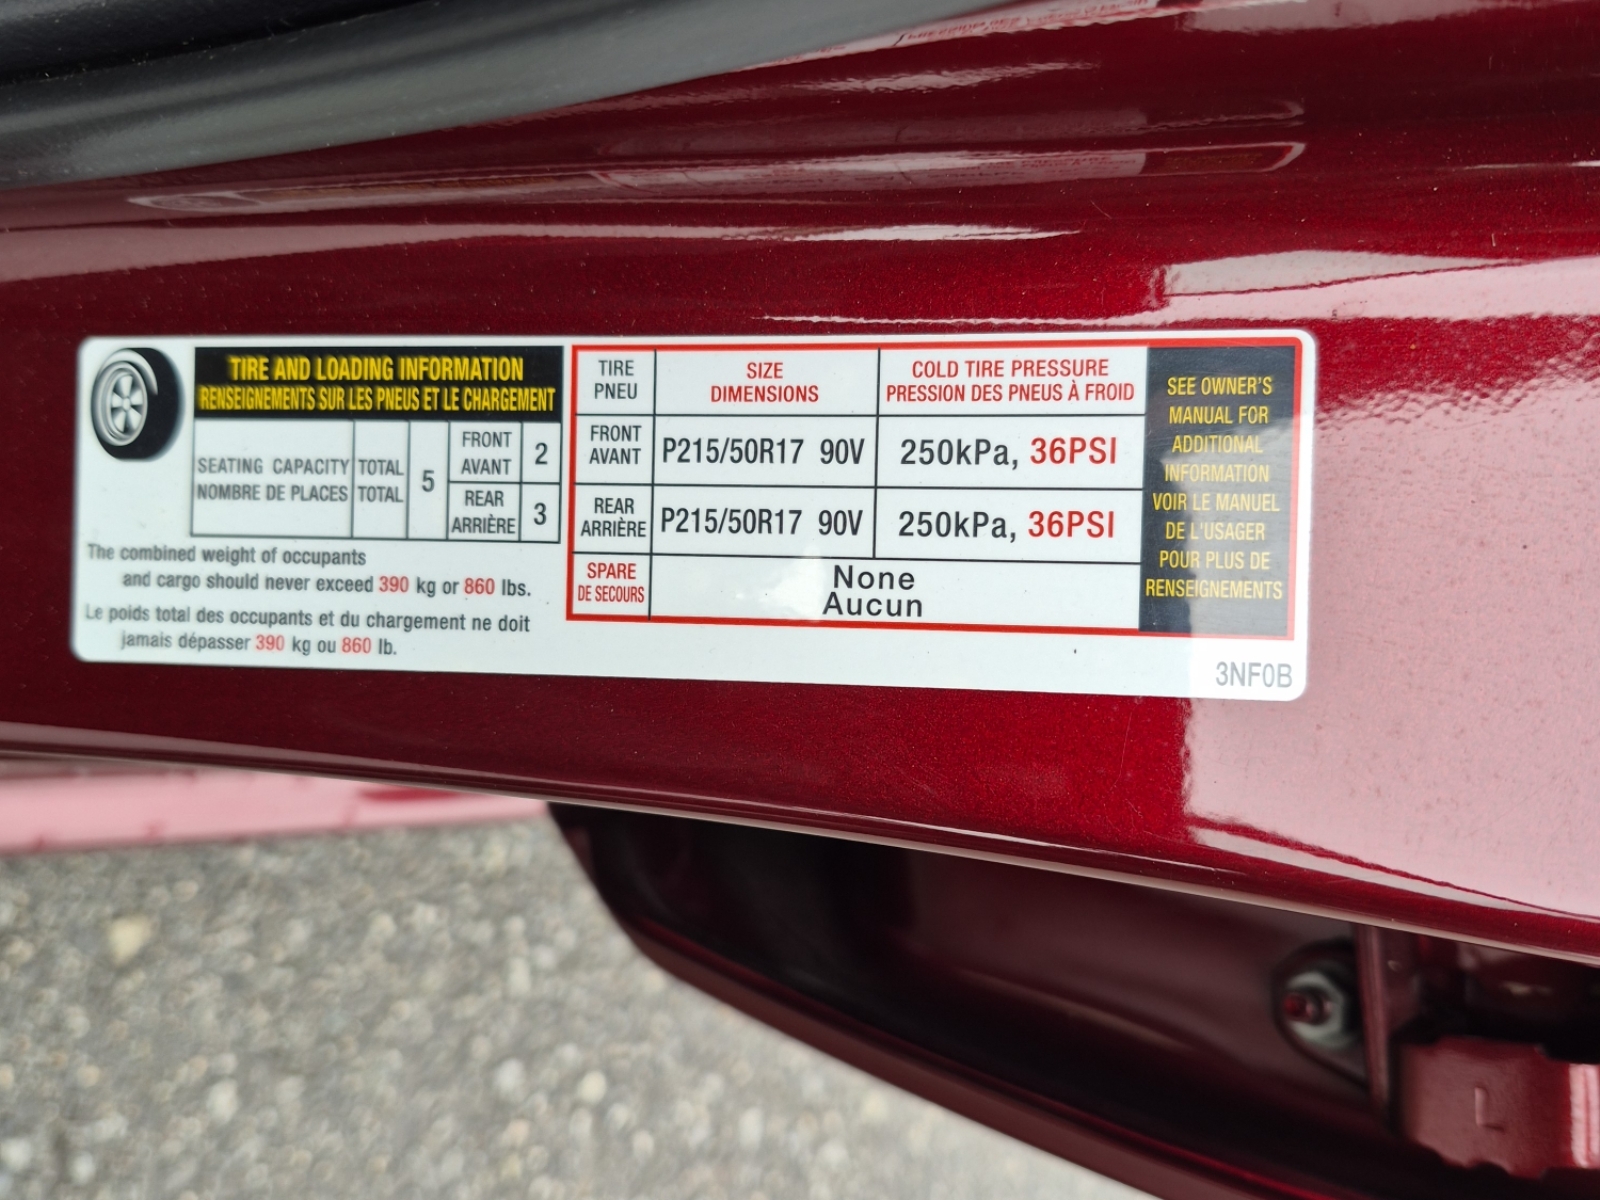 TIRE AND LOADING INFORMATION
RENSEIGNEMENTS SUR LES PNEUS ET LE CHARGEMENT
SEATING CAPACITY TOTAL 5 FRONT 2
NOMBRE DE PLACES TOTAL AVANT
REAR 3
ARRIÈRE
The combined weight of occupants
and cargo should never exceed 390 kg or 860 lbs.
Le poids total des occupants et du chargement ne doit
jamais dépasser 390 kg ou 860 lb.
TIRE SIZE COLD TIRE PRESSURE
PNEU DIMENSIONS PRESSION DES PNEUS À FROID
FRONT P215/50R17 90V 250kPa, 36PSI
AVANT
REAR P215/50R17 90V 250kPa, 36PSI
ARRIÈRE
SPARE None
DE SECOURS Aucun
SEE OWNER'S
MANUAL FOR
ADDITIONAL
INFORMATION
VOIR LE MANUEL
DE L'USAGER
POUR PLUS DE
RENSEIGNEMENTS
3NF0B
L